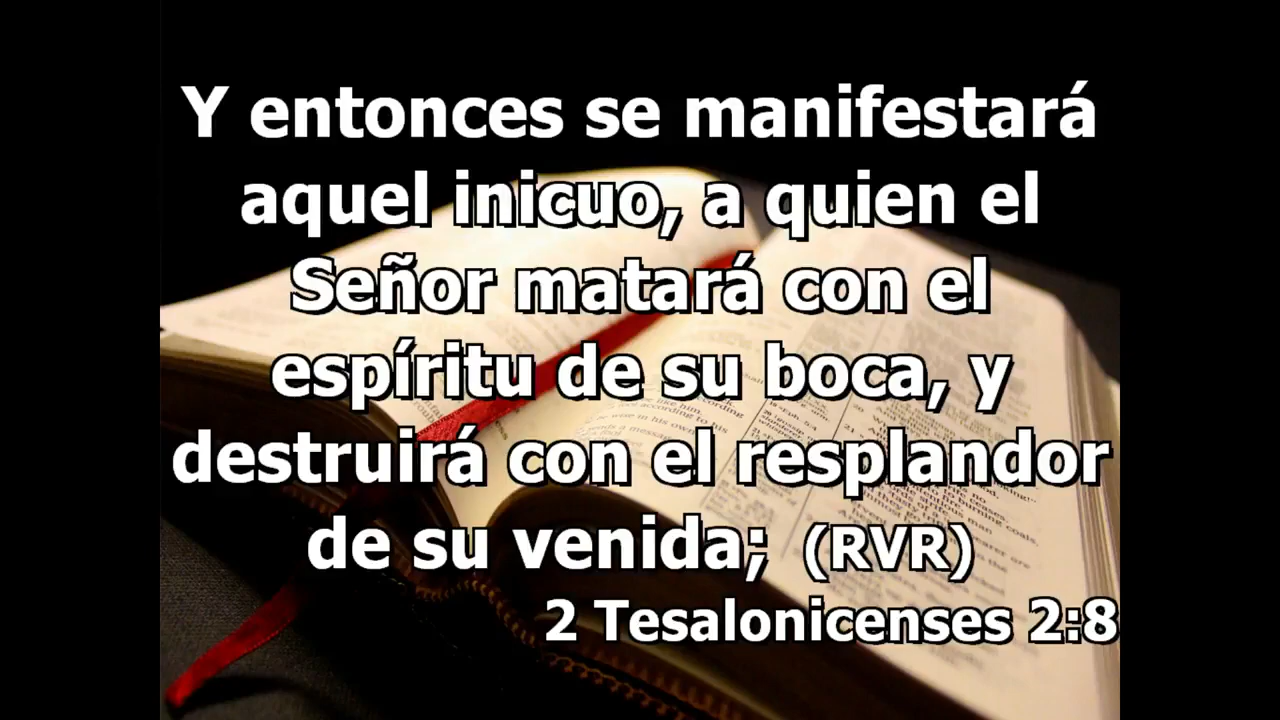 Y entonces se manifestará
aquel inicuo, a quien el
Señor matará con el
espíritu de su boca, y
destruirá con el resplandor
de su venida; (RVR)
2 Tesalonicenses 2:8